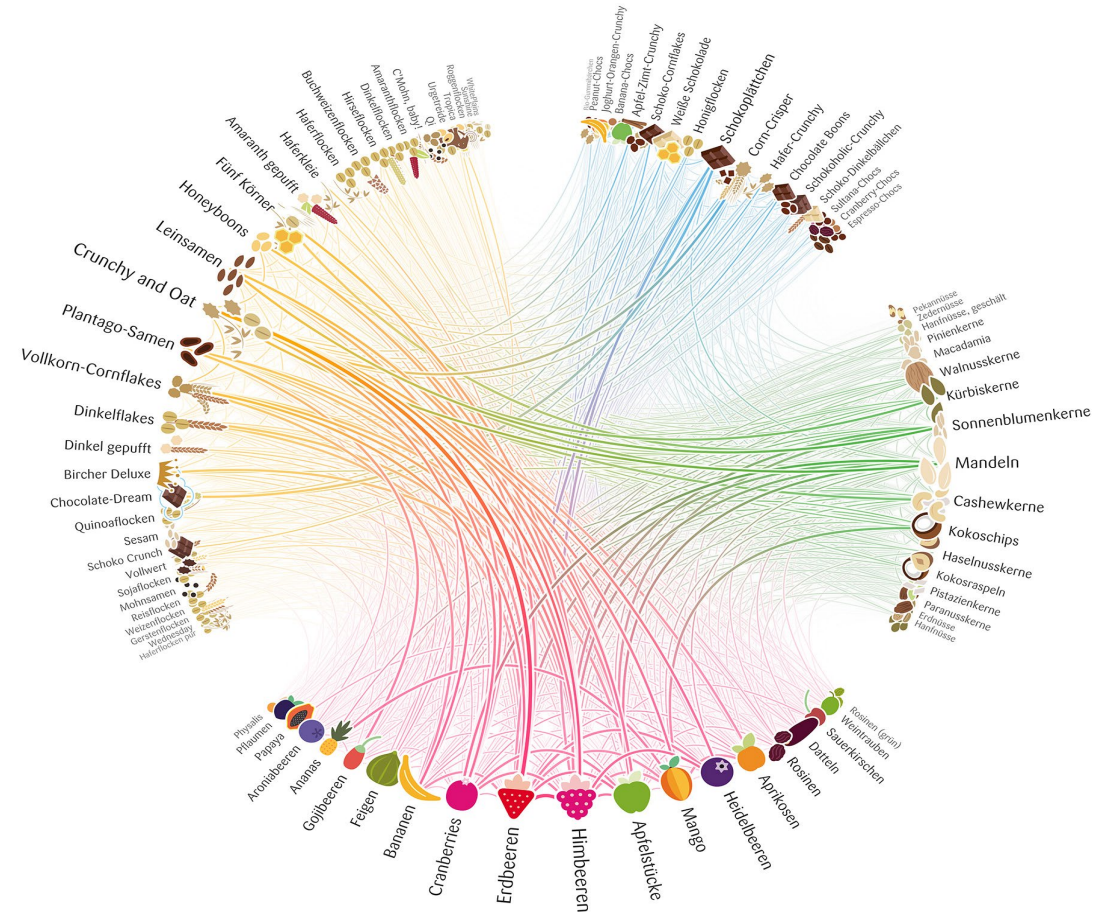 Peanut-Chocs
Joghurt-Orangen-Crunchy
Banana-Chocs
Apfel-Zimt-Crunchy
Schoko-Cornflakes
Weiße Schokolade
Honigflocken
Schokoplättchen
Corn-Crisper
Hafer-Crunchy
Chocolate Boons
Schokoholic-Crunchy
Schoko-Dinkelbällchen
Sultana-Chocs
Cranberry-Chocs
Espresso-Chocs
Pekannüsse
Zedernüsse
Hanfnüsse, geschält
Pinienkerne
Macadamia
Walnusskerne
Kürbiskerne
Sonnenblumenkerne
Mandeln
Cashewkerne
Kokoschips
Haselnusskerne
Kokosraspeln
Pistazienkerne
Paranusskerne
Erdnüsse
Hanfnüsse
Rosinen (grün)
Weintrauben
Sauerkirschen
Datteln
Rosinen
Aprikosen
Heidelbeeren
Mango
Apfelstücke
Himbeeren
Erdbeeren
Cranberries
Bananen
Feigen
Gojibeeren
Ananas
Aroniabeeren
Papaya
Pflaumen
Physalis
Haferflocken pur
Wednesday
Gerstenflocken
Weizenflocken
Reisflocken
Mohnsamen
Sojaflocken
Vollwert
Schoko Crunch
Sesam
Quinoaflocken
Chocolate-Dream
Bircher Deluxe
Dinkel gepufft
Dinkelflakes
Vollkorn-Cornflakes
Plantago-Samen
Crunchy and Oat
Leinsamen
Honeyboons
Fünf Körner
Amaranth gepufft
Haferkleie
Haferflocken
Buchweizenflocken
Hirseflocken
Dinkelflocken
Amaranthflocken
C'Mohn, baby!
Q!
Urgetreide
Tropica
Roggenflocken
Sunshine